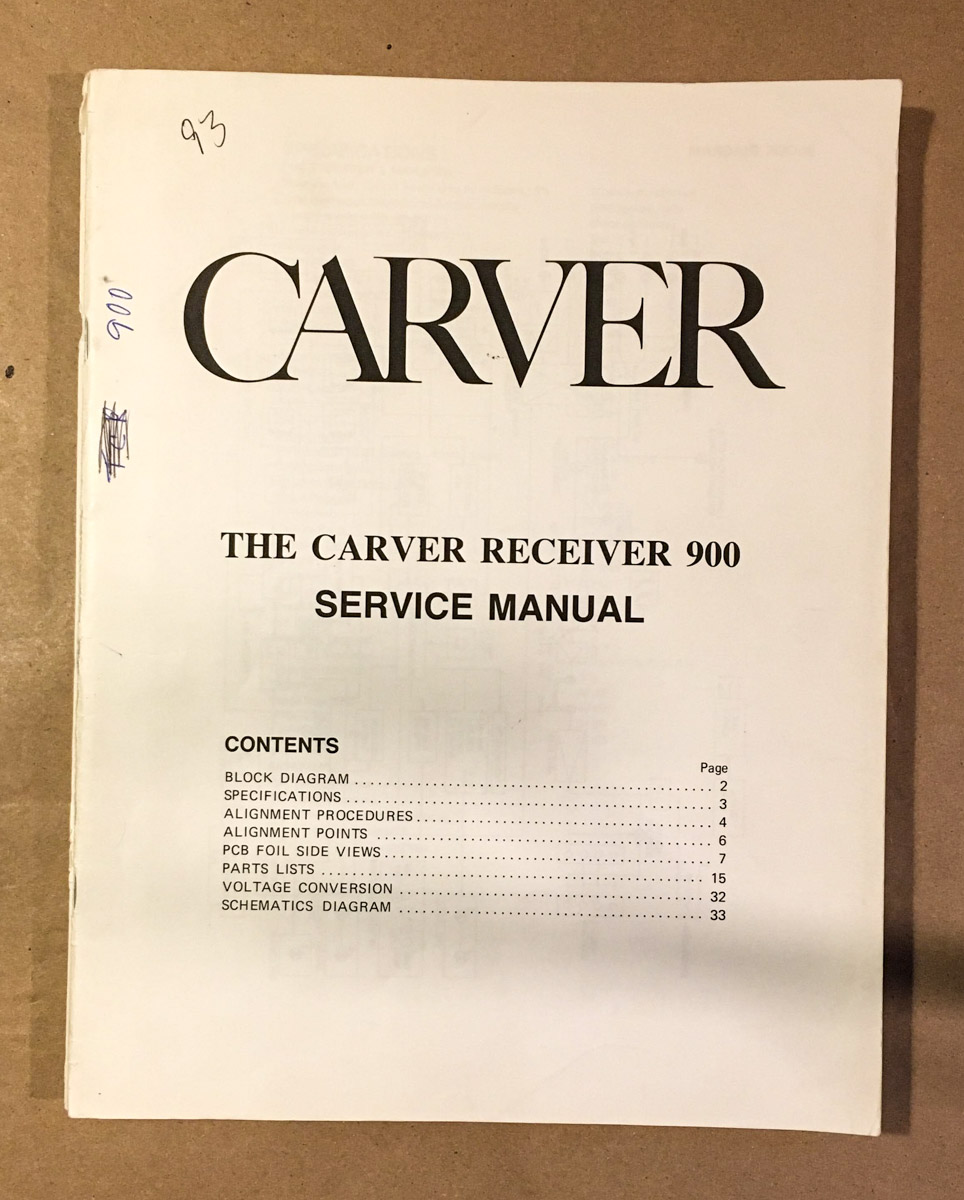 93
CARVER
900
THE CARVER RECEIVER 900
SERVICE MANUAL
CONTENTS
Page
BLOCK DIAGRAM ........................................ 2
SPECIFICATIONS ........................................ 3
ALIGNMENT PROCEDURES ........................................ 4
ALIGNMENT POINTS ........................................ 6
PCB FOIL SIDE VIEWS ........................................ 7
PARTS LISTS ........................................ 15
VOLTAGE CONVERSION ........................................ 32
SCHEMATICS DIAGRAM ........................................ 33